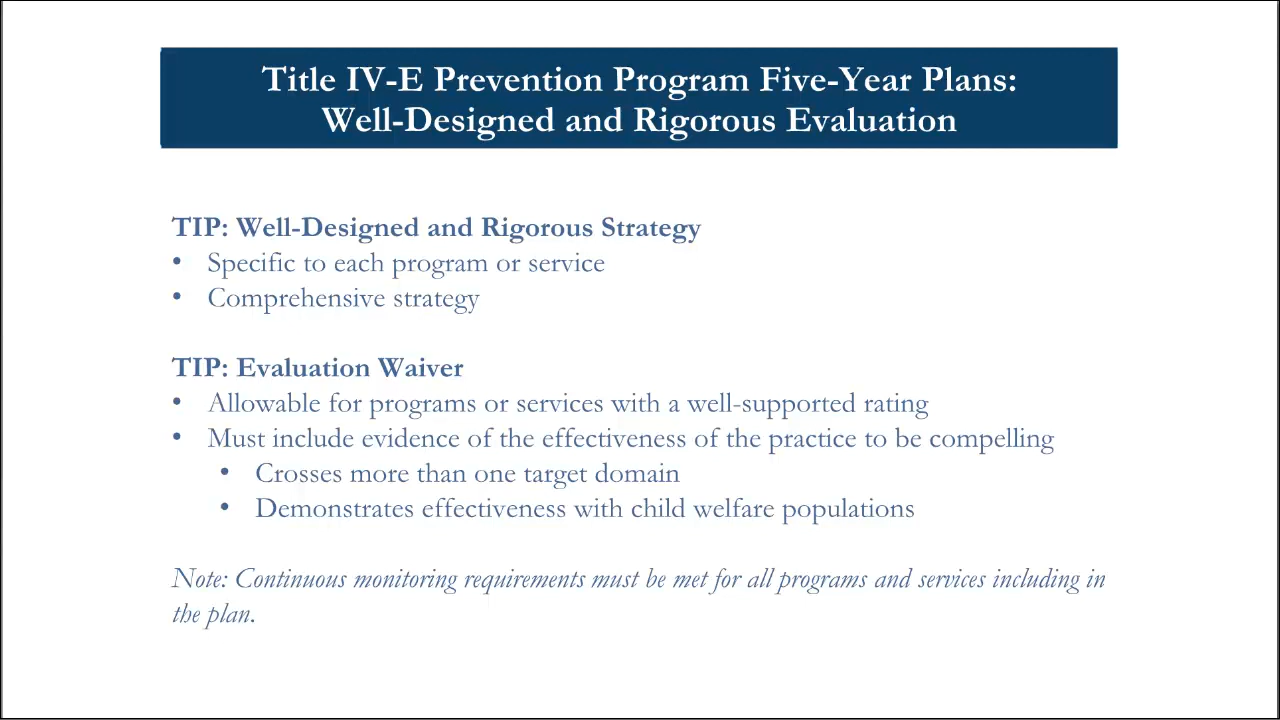 Title IV-E Prevention Program Five-Year Plans:
Well-Designed and Rigorous Evaluation
TIP: Well-Designed and Rigorous Strategy
• Specific to each program or service
• Comprehensive strategy
TIP: Evaluation Waiver
• Allowable for programs or services with a well-supported rating
• Must include evidence of the effectiveness of the practice to be compelling
• Crosses more than one target domain
• Demonstrates effectiveness with child welfare populations
Note: Continuous monitoring requirements must be met for all programs and services including in
the plan.